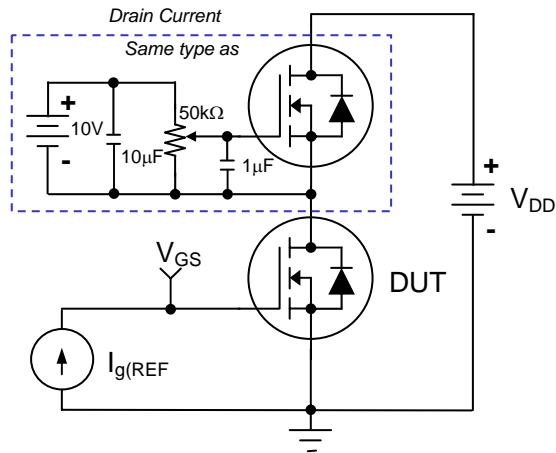 Drain Current
Same type as
+
10V
-
10μF
50kΩ
1μF
+
V_DD
-
V_GS
DUT
I_g(REF